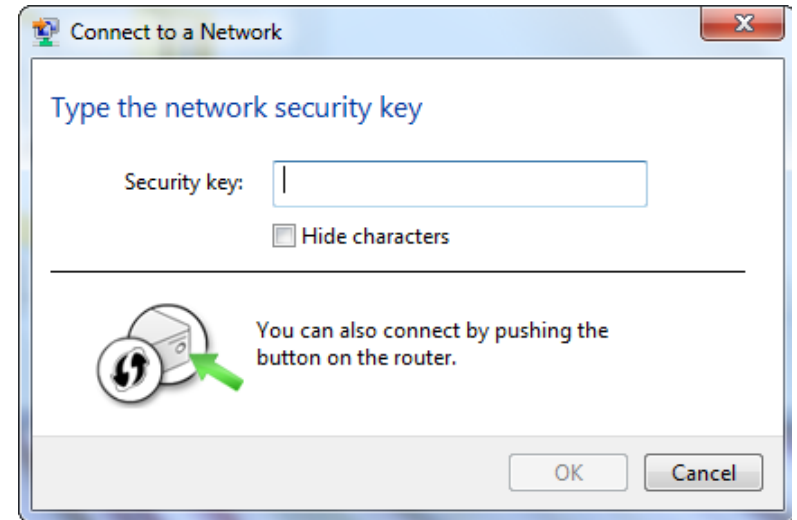 Connect to a Network
Type the network security key
Security key:
Hide characters
You can also connect by pushing the
button on the router.
OK
Cancel